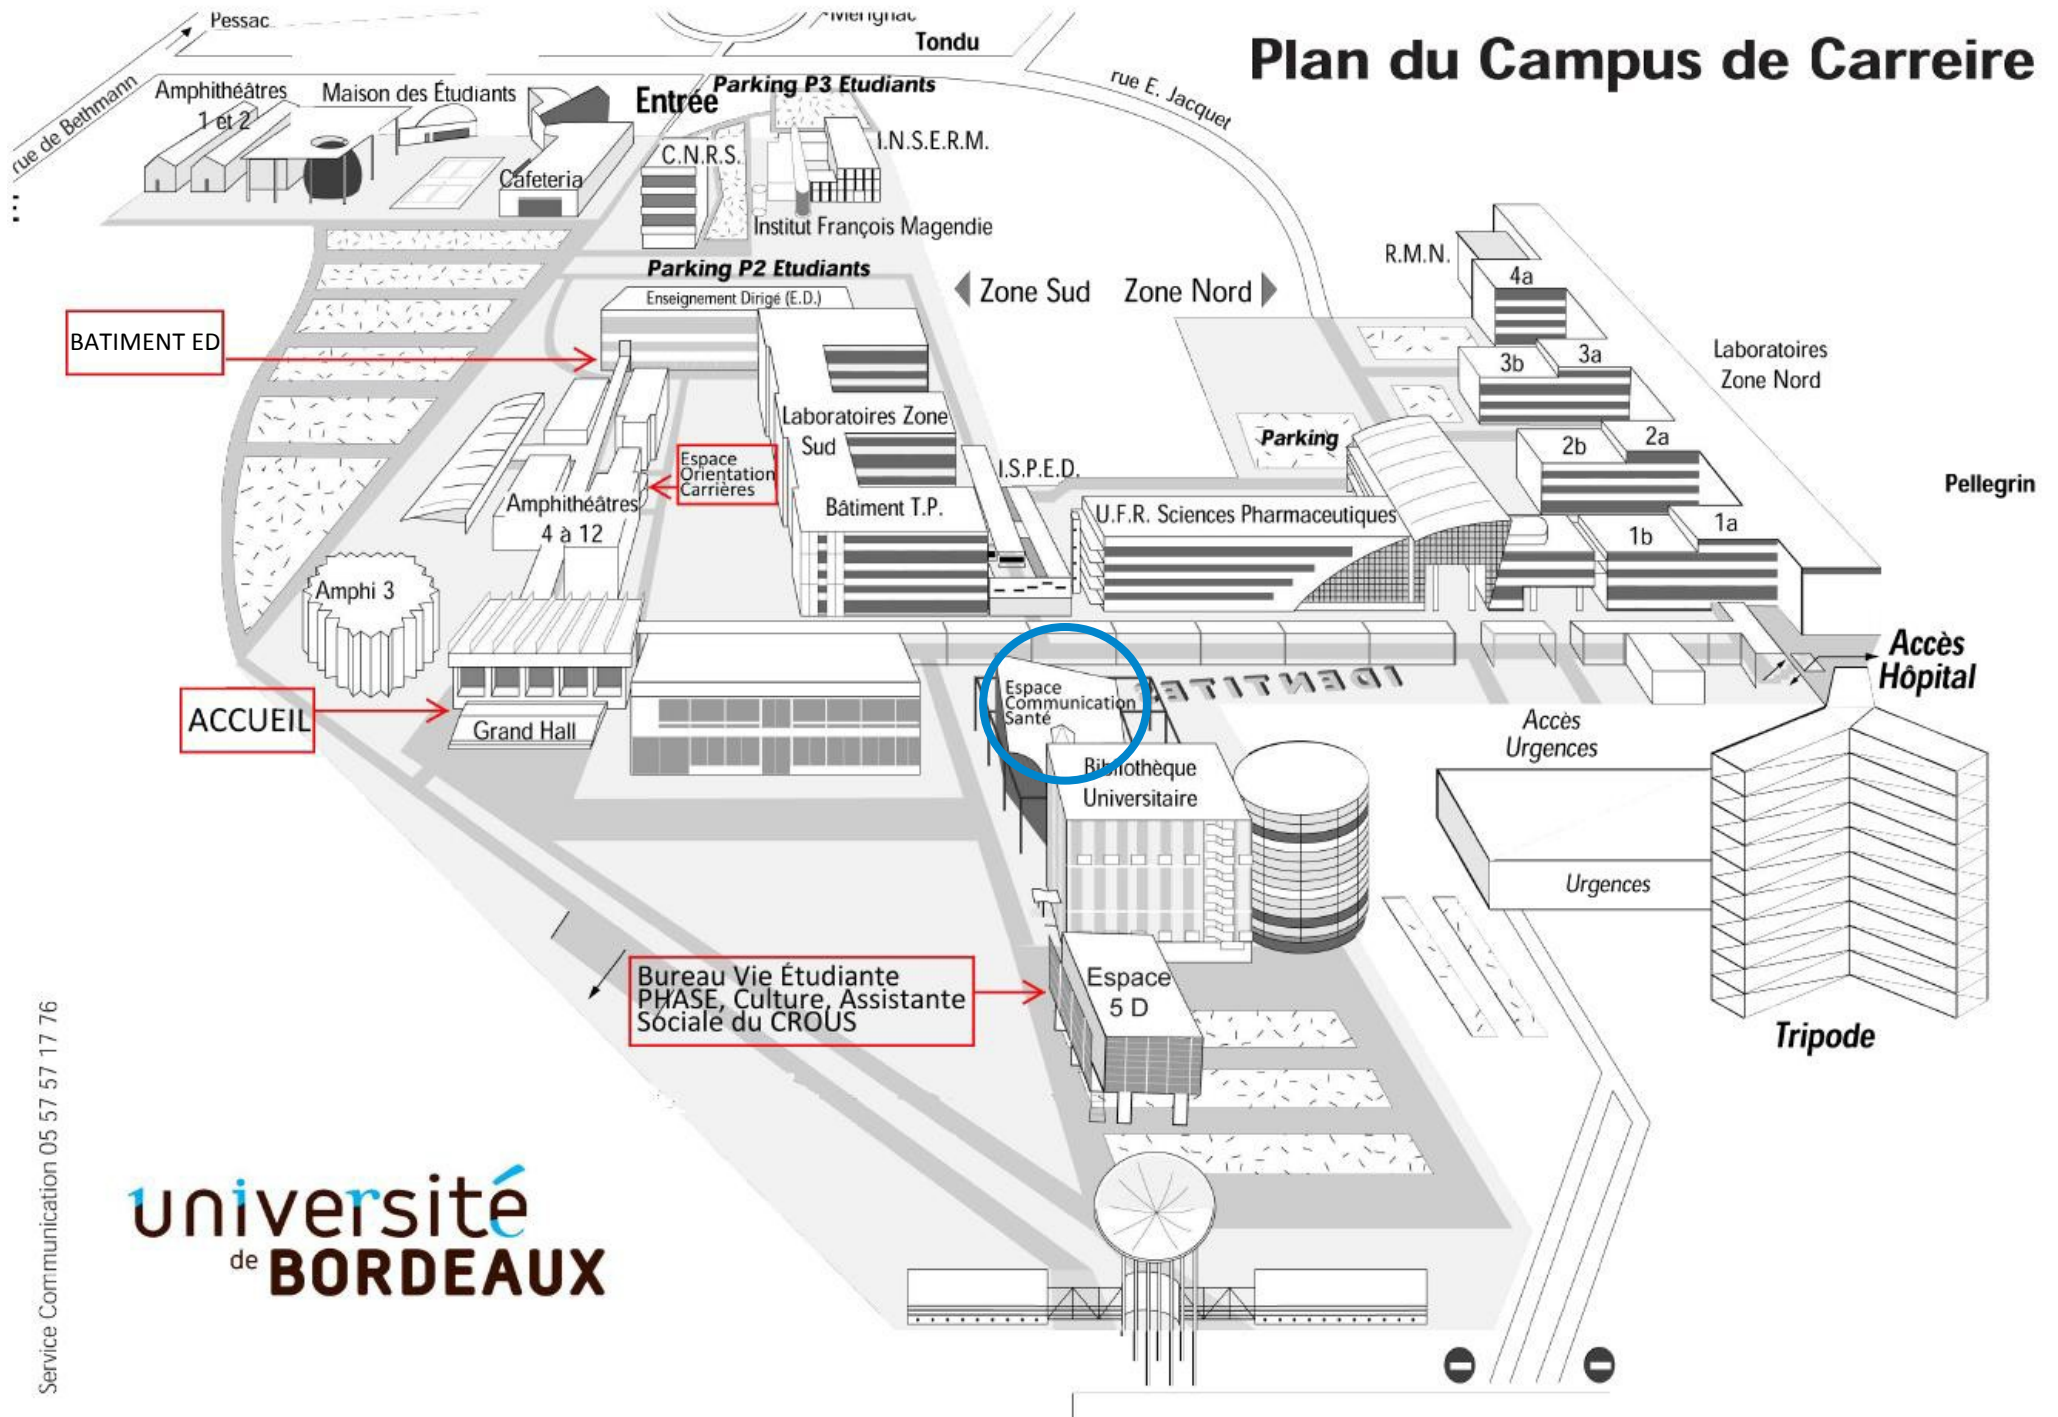 Plan du Campus de Carreire
Pessac
Merignac
Tondu
rue de Bethmann
rue E. Jacquet
Amphithéâtres
1 et 2
Maison des Étudiants
Entrée
Parking P3 Etudiants
C.N.R.S.
I.N.S.E.R.M.
Cafeteria
Institut François Magendie
Parking P2 Etudiants
Enseignement Dirigé (E.D.)
Zone Sud
Zone Nord
R.M.N.
4a
BATIMENT ED
3b
3a
Laboratoires
Zone Nord
Laboratoires Zone
Sud
Parking
2b
2a
Espace
Orientation
Carrières
I.S.P.E.D.
Pellegrin
Amphithéâtres
4 à 12
Bâtiment T.P.
U.F.R. Sciences Pharmaceutiques
1b
1a
Amphi 3
Accès
Hôpital
Espace
Communication
Santé
IDENTITES
ACCUEIL
Grand Hall
Accès
Urgences
Bibliothèque
Universitaire
Urgences
Bureau Vie Étudiante
PHASE, Culture, Assistante
Sociale du CROUS
Espace
5 D
Tripode
Service Communication 05 57 57 17 76
université
de BORDEAUX